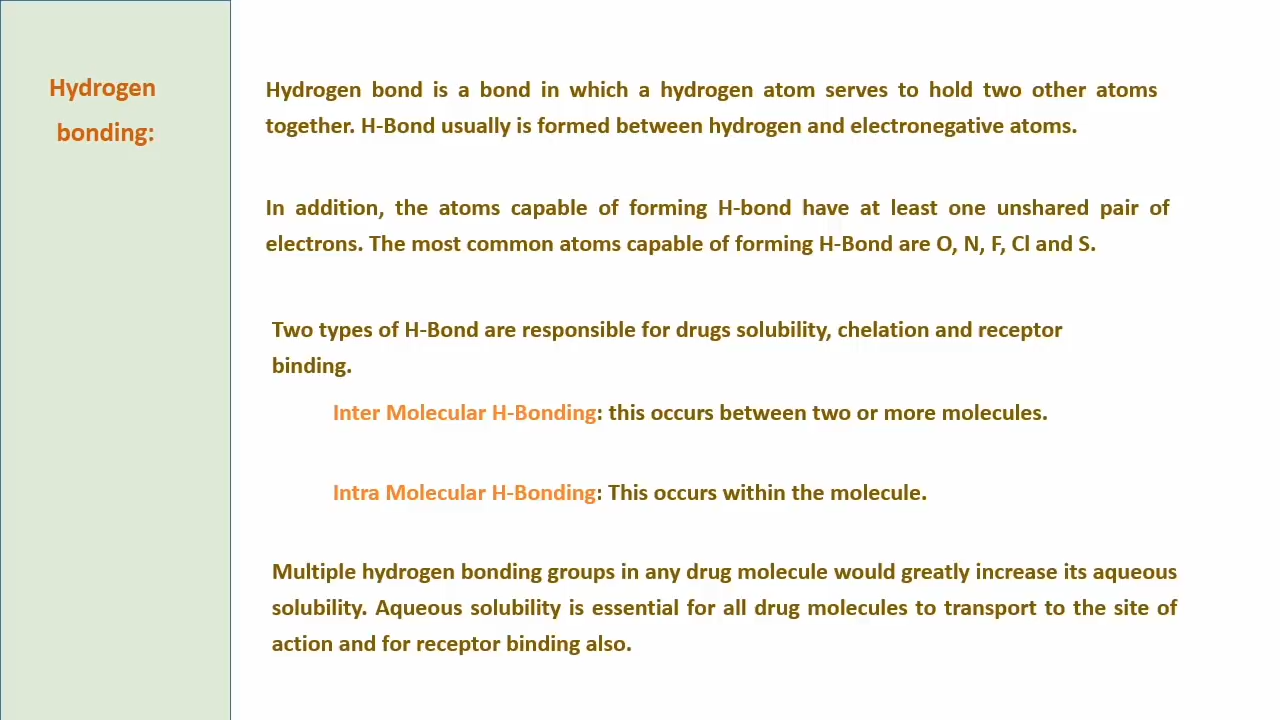 Hydrogen
bonding:
Hydrogen bond is a bond in which a hydrogen atom serves to hold two other atoms
together. H-Bond usually is formed between hydrogen and electronegative atoms.
In addition, the atoms capable of forming H-bond have at least one unshared pair of
electrons. The most common atoms capable of forming H-Bond are O, N, F, Cl and S.
Two types of H-Bond are responsible for drugs solubility, chelation and receptor
binding.
Inter Molecular H-Bonding: this occurs between two or more molecules.
Intra Molecular H-Bonding: This occurs within the molecule.
Multiple hydrogen bonding groups in any drug molecule would greatly increase its aqueous
solubility. Aqueous solubility is essential for all drug molecules to transport to the site of
action and for receptor binding also.